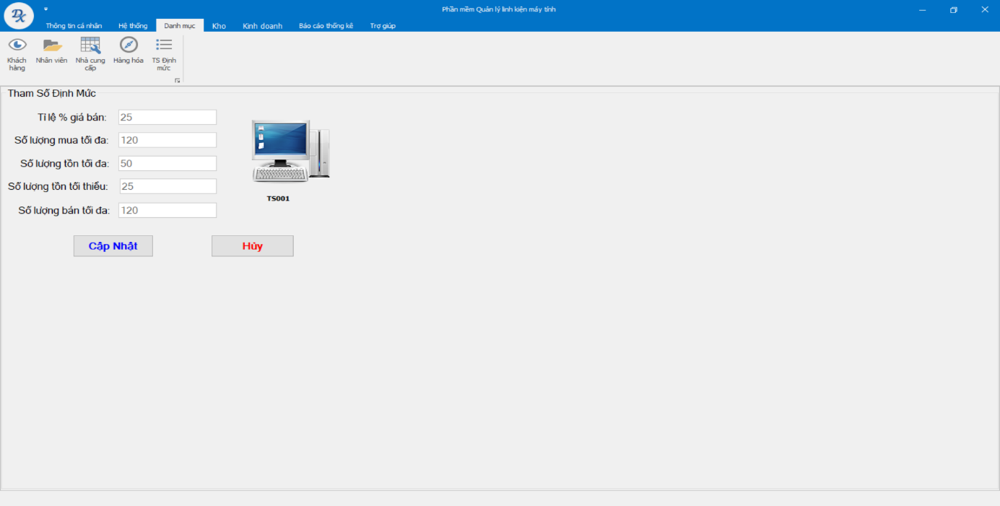 Phần mềm Quản lý linh kiện máy tính
Thông tin cá nhân Hệ thống Danh mục Kho Kinh doanh Báo cáo thống kê Trợ giúp
Khách hàng Nhân viên Nhà cung cấp Hàng hóa TS Định mức
Tham Số Định Mức
Tỉ lệ % giá bán: 25
Số lượng mua tối đa: 120
Số lượng tồn tối đa: 50
Số lượng tồn tối thiểu: 25
TS001
Số lượng bán tối đa: 120
Cập Nhật Hủy